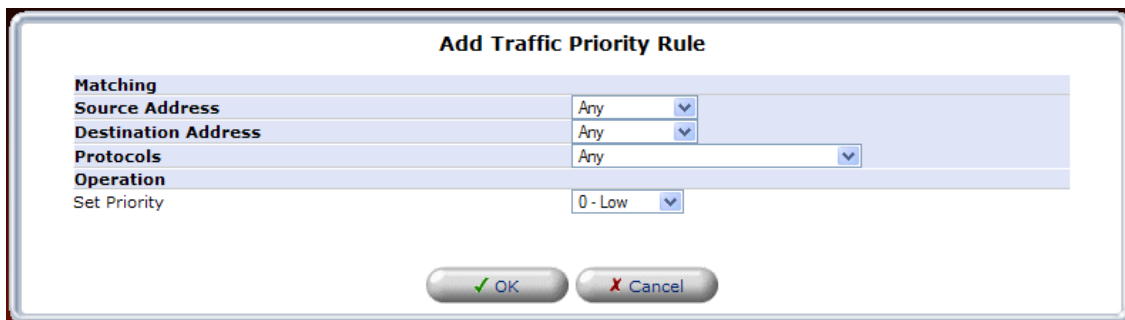 Add Traffic Priority Rule
Matching
Source Address Any
Destination Address Any
Protocols Any
Operation
Set Priority 0 - Low
OK Cancel